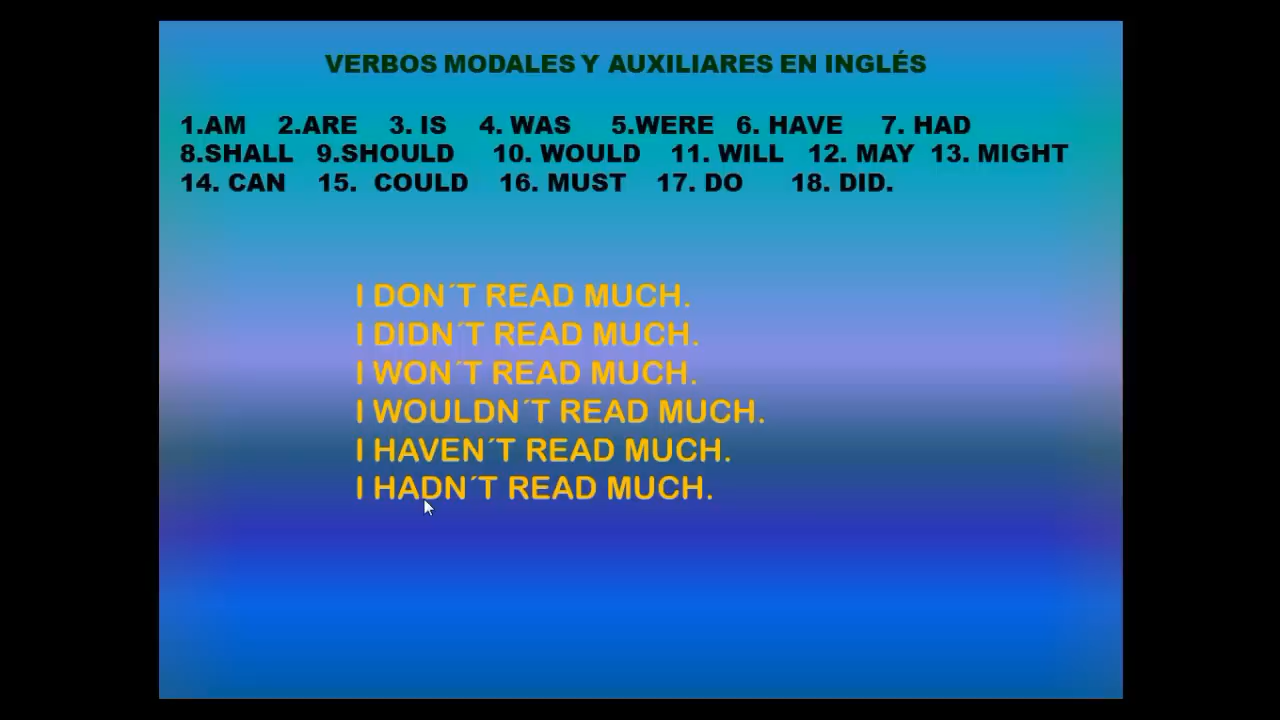 VERBOS MODALES Y AUXILIARES EN INGLÉS
1.AM 2.ARE 3. IS 4. WAS 5.WERE 6. HAVE 7. HAD
8.SHALL 9.SHOULD 10. WOULD 11. WILL 12. MAY 13. MIGHT
14. CAN 15. COULD 16. MUST 17. DO 18. DID.
I DON´T READ MUCH.
I DIDN´T READ MUCH.
I WON´T READ MUCH.
I WOULDN´T READ MUCH.
I HAVEN´T READ MUCH.
I HADN´T READ MUCH.